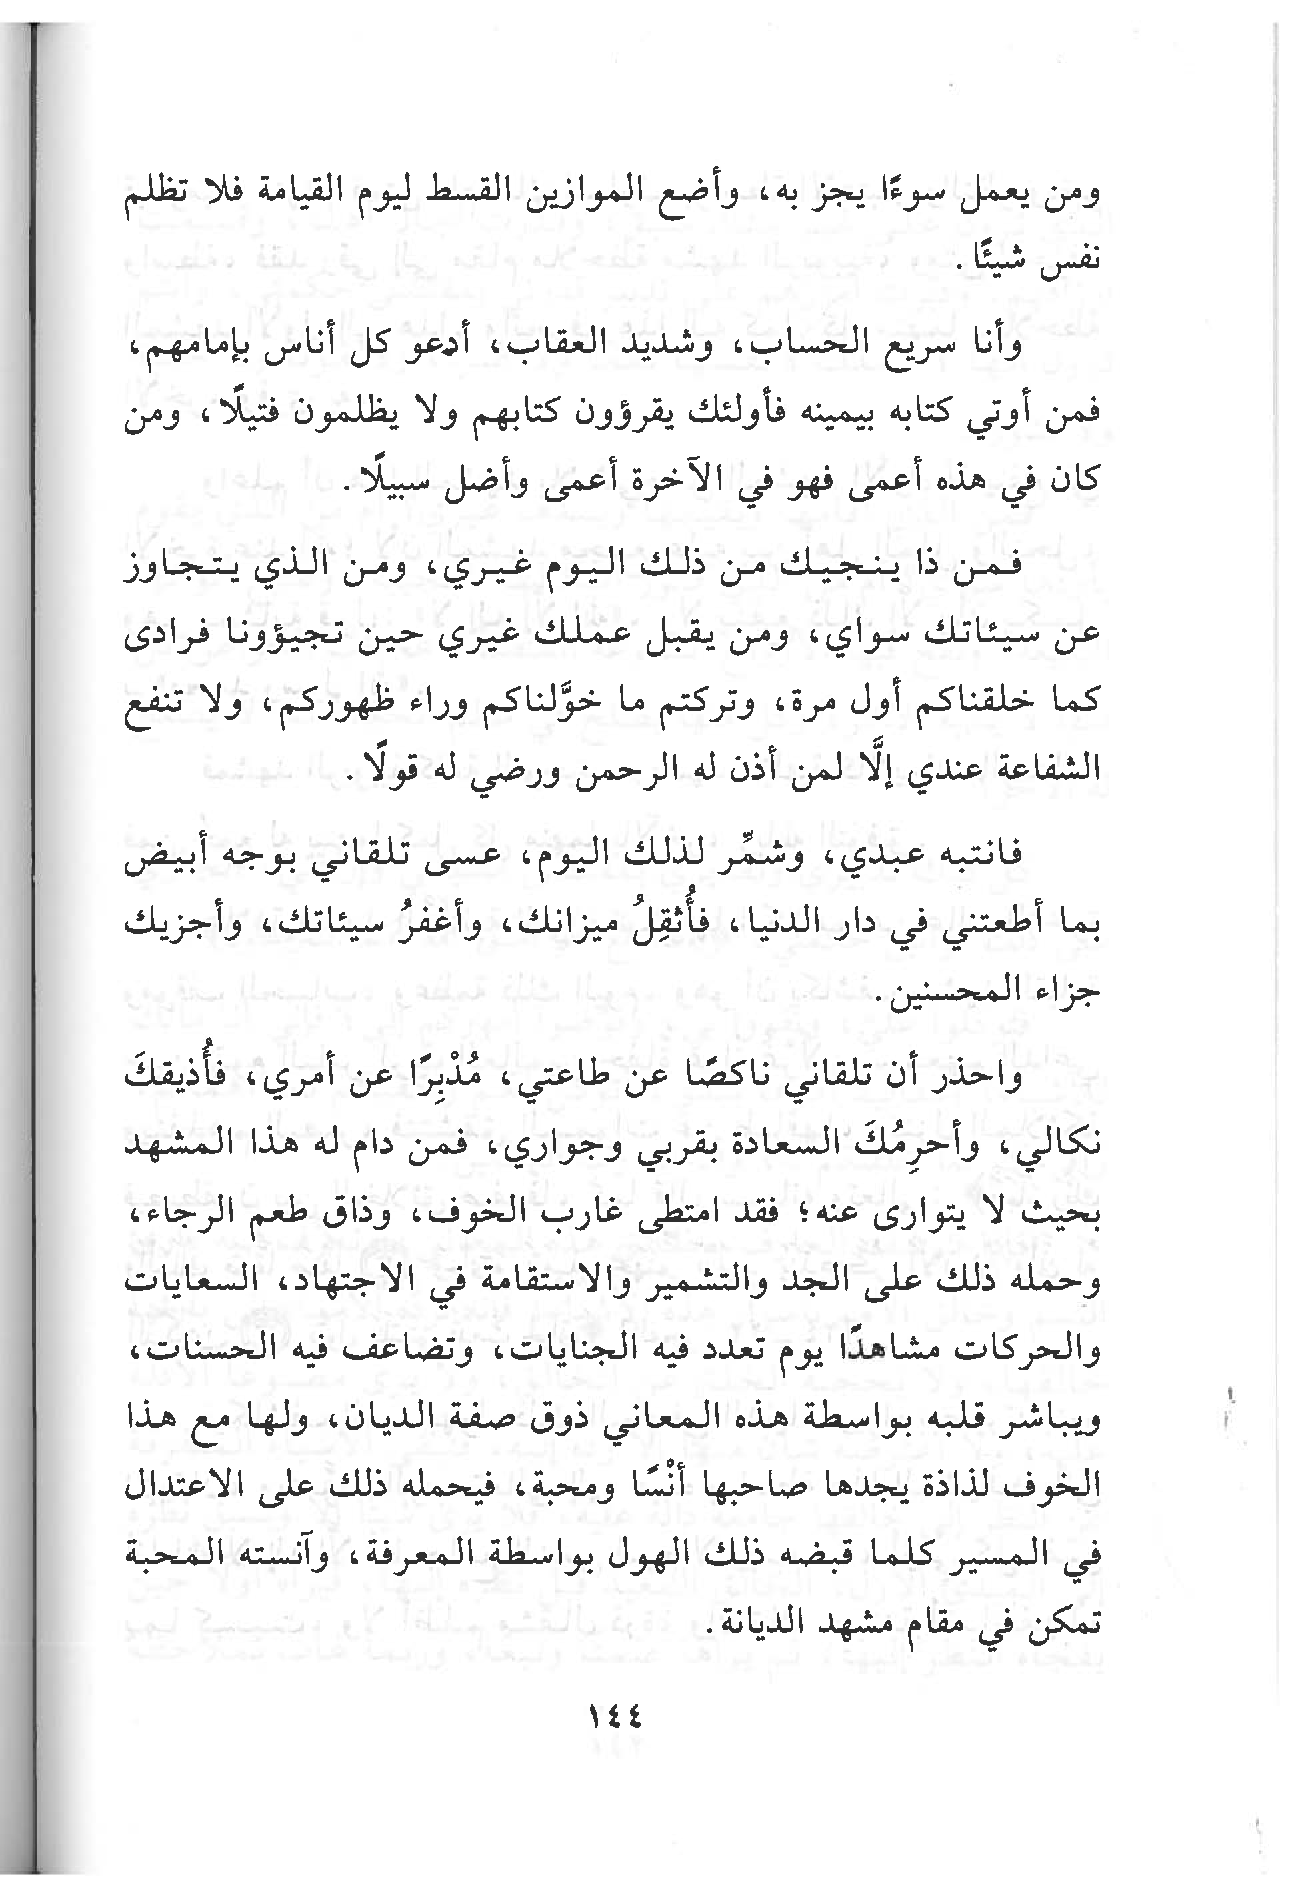 ومن يعمل سوءًا يجز به، وأضع الموازين القسط ليوم القيامة فلا تظلم
نفس شيئًا.
وأنا سريع الحساب، وشديد العقاب، أدعو كل أناس بإمامهم،
فمن أوتي كتابه بيمينه فأولئك يقرؤون كتابهم ولا يظلمون فتيلًا، ومن
كان في هذه أعمى فهو في الآخرة أعمى وأضل سبيلًا.
فمن ذا ينجيك من ذلك اليوم غيري، ومن الذي يتجاوز
عن سيئاتك سواي، ومن يقبل عملك غيري حين تجيؤونا فرادى
كما خلقناكم أول مرة، وتركتم ما خوَّلناكم وراء ظهوركم، ولا تنفع
الشفاعة عندي إلَّا لمن أذن له الرحمن ورضي له قولًا.
فانتبه عبدي، وشمِّر لذلك اليوم، عسى تلقاني بوجه أبيض
بما أطعتني في دار الدنيا، فأُثقِلُ ميزانك، وأغفرُ سيئاتك، وأجزيك
جزاء المحسنين.
واحذر أن تلقاني ناكصًا عن طاعتي، مُدْبِرًا عن أمري، فأُذيقكَ
نكالي، وأحرِمُكَ السعادة بقربي وجواري، فمن دام له هذا المشهد
بحيث لا يتوارى عنه؛ فقد امتطى غارب الخوف، وذاق طعم الرجاء،
وحمله ذلك على الجد والتشمير والاستقامة في الاجتهاد، السعايات
والحركات مشاهدًا يوم تعدد فيه الجنايات، وتضاعف فيه الحسنات،
ويباشر قلبه بواسطة هذه المعاني ذوق صفة الديان، ولها مع هذا
الخوف لذاذة يجدها صاحبها أنْسًا ومحبة، فيحمله ذلك على الاعتدال
في المسير كلما قبضه ذلك الهول بواسطة المعرفة، وآنسته المحبة
تمكن في مقام مشهد الديانة.
١٤٤